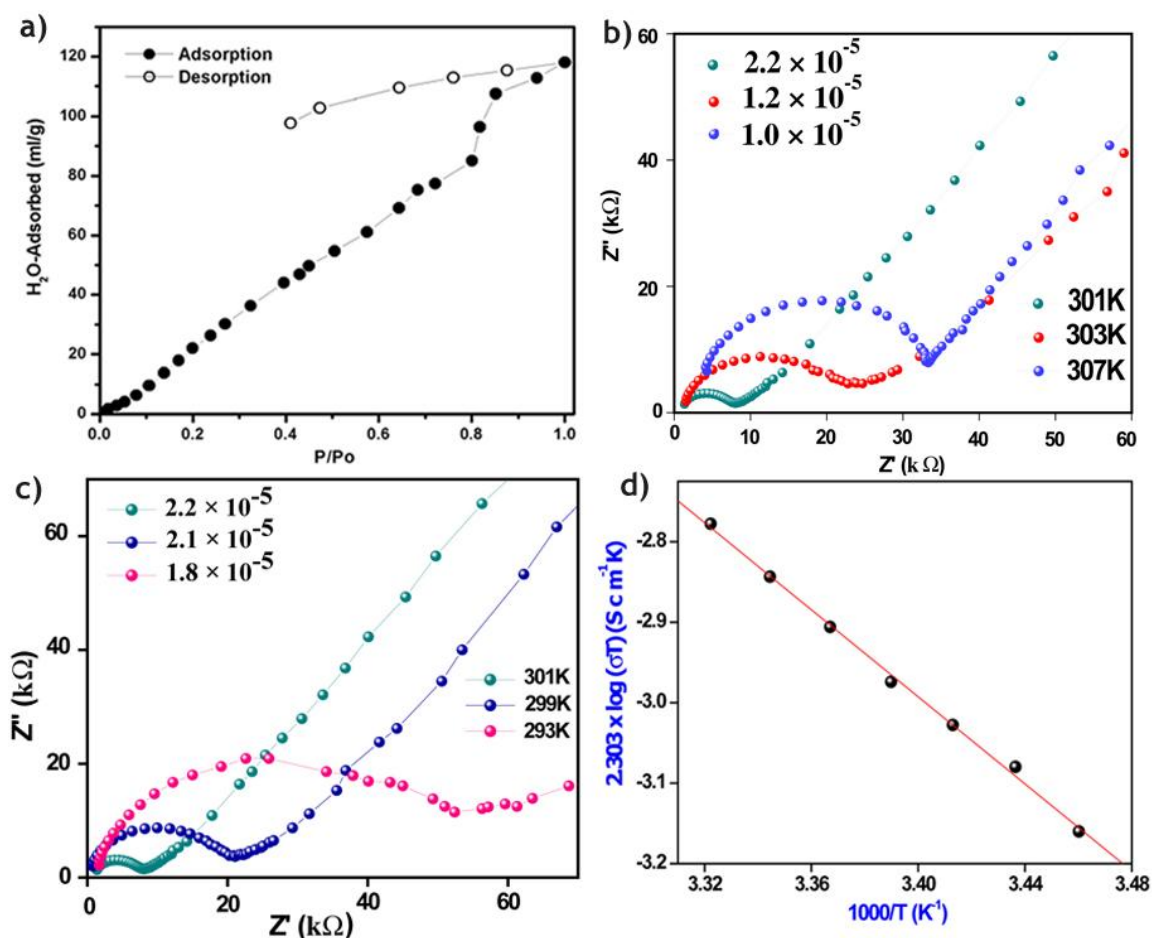 a)
Adsorption
Desorption
H₂O-Adsorbed (ml/g)
120
100
80
60
40
20
0
0.0
0.2
0.4
0.6
0.8
1.0
P/Po
b)
2.2 × 10⁻⁵
1.2 × 10⁻⁵
1.0 × 10⁻⁵
Z'' (kΩ)
60
40
20
0
301K
303K
307K
0
10
20
30
40
50
60
Z' (k Ω)
c)
2.2 × 10⁻⁵
2.1 × 10⁻⁵
1.8 × 10⁻⁵
Z'' (kΩ)
60
40
20
0
301K
299K
293K
0
20
40
60
Z' (kΩ)
d)
2.303 x log (σT) (S cm⁻¹K)
-2.8
-2.9
-3.0
-3.1
-3.2
3.32
3.36
3.40
3.44
3.48
1000/T (K⁻¹)